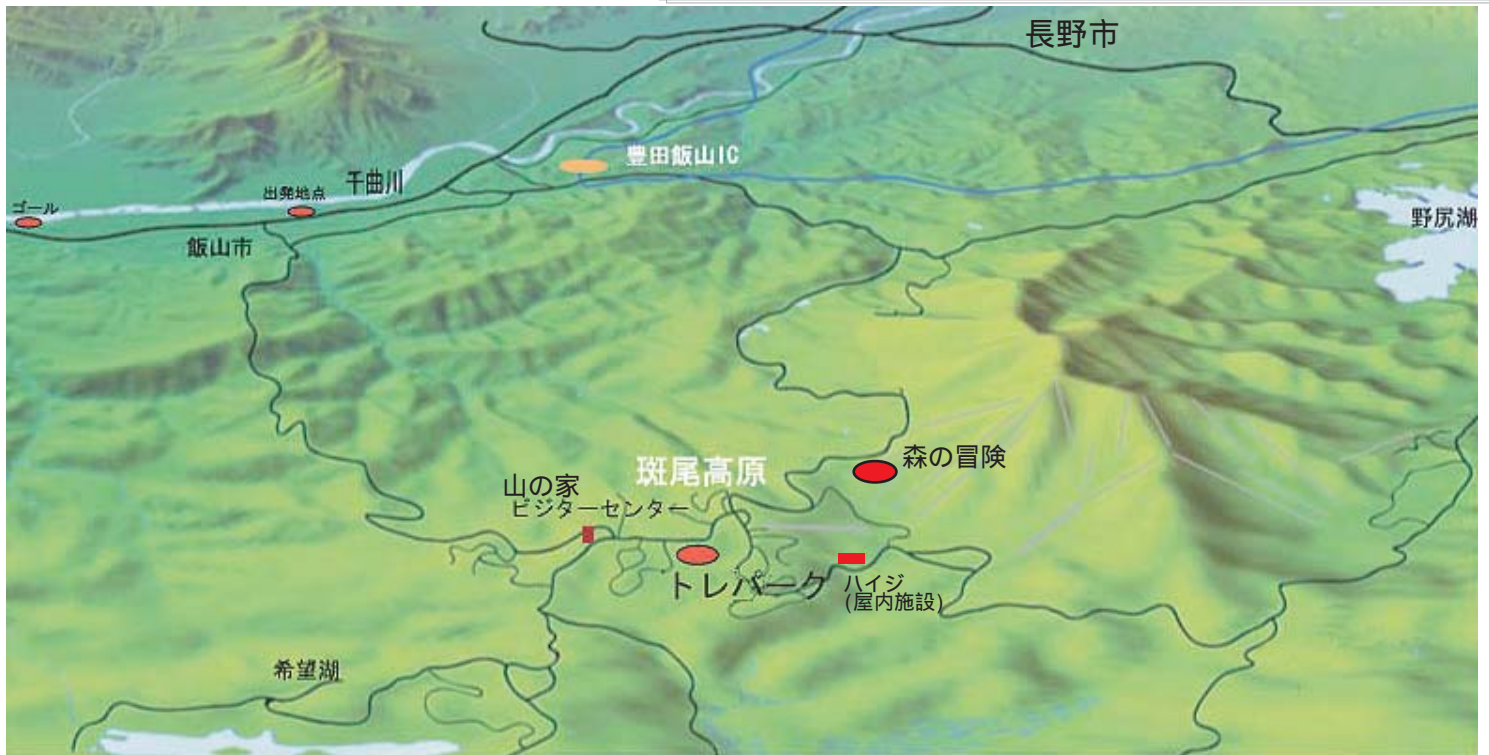 長野市
豊田飯山IC
千曲川
出発地点
ゴール
飯山市
野尻湖
森の冒険
斑尾高原
山の家
ビジターセンター
トレパーク
ハイジ
(屋内施設)
希望湖